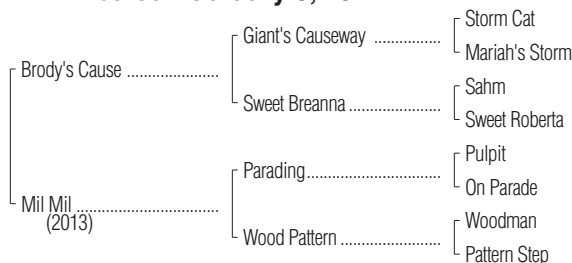 Storm Cat
Giant's Causeway ..................
Mariah's Storm
Brody's Cause .......................
Sahm
Sweet Breanna .......................
Sweet Roberta
Pulpit
Parading.................................
On Parade
Mil Mil ....................................
(2013)
Woodman
Wood Pattern .........................
Pattern Step